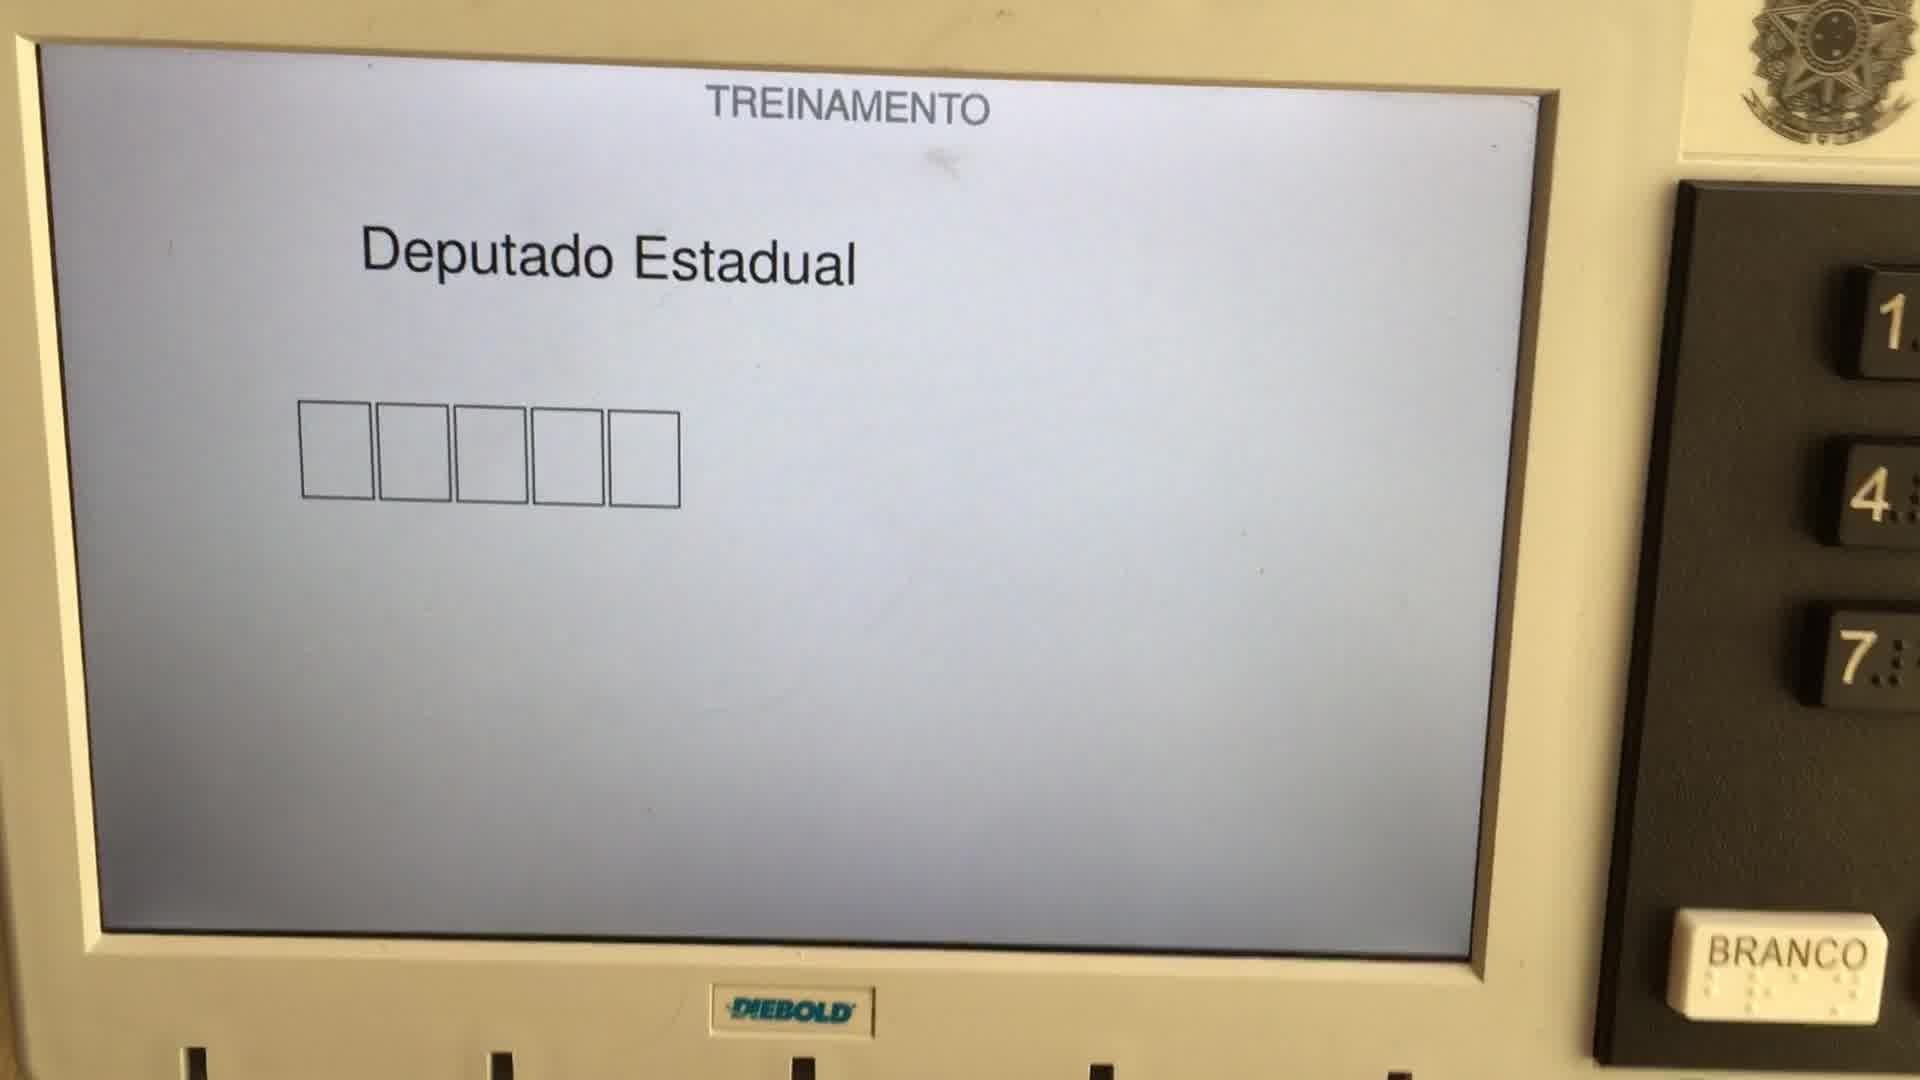 TREINAMENTO
Deputado Estadual
1
4
7
BRANCO
DIEBOLD